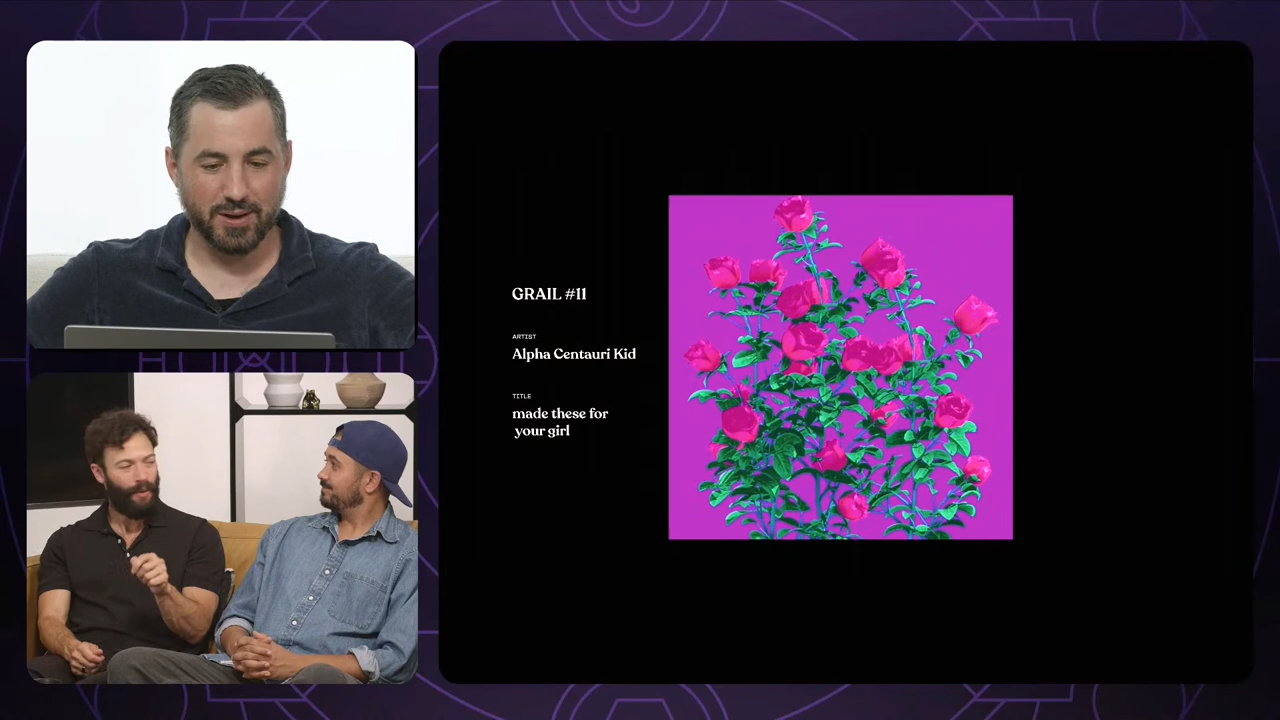 GRAIL #11
ARTIST
Alpha Centauri Kid
TITLE
made these for
your girl